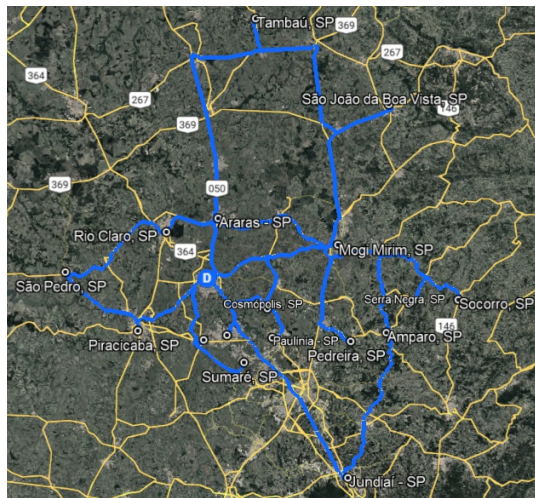 Tambaú, SP
369
267
364
267
São João da Boa Vista, SP
146
369
369
050
Araras - SP
Rio Claro, SP
364
Mogi Mirim, SP
São Pedro, SP
D
Cosmópolis, SP
Serra Negra, SP
Socorro, SP
146
Piracicaba, SP
Paulínia - SP
Amparo, SP
Pedreira, SP
Sumaré, SP
Jundiaí - SP